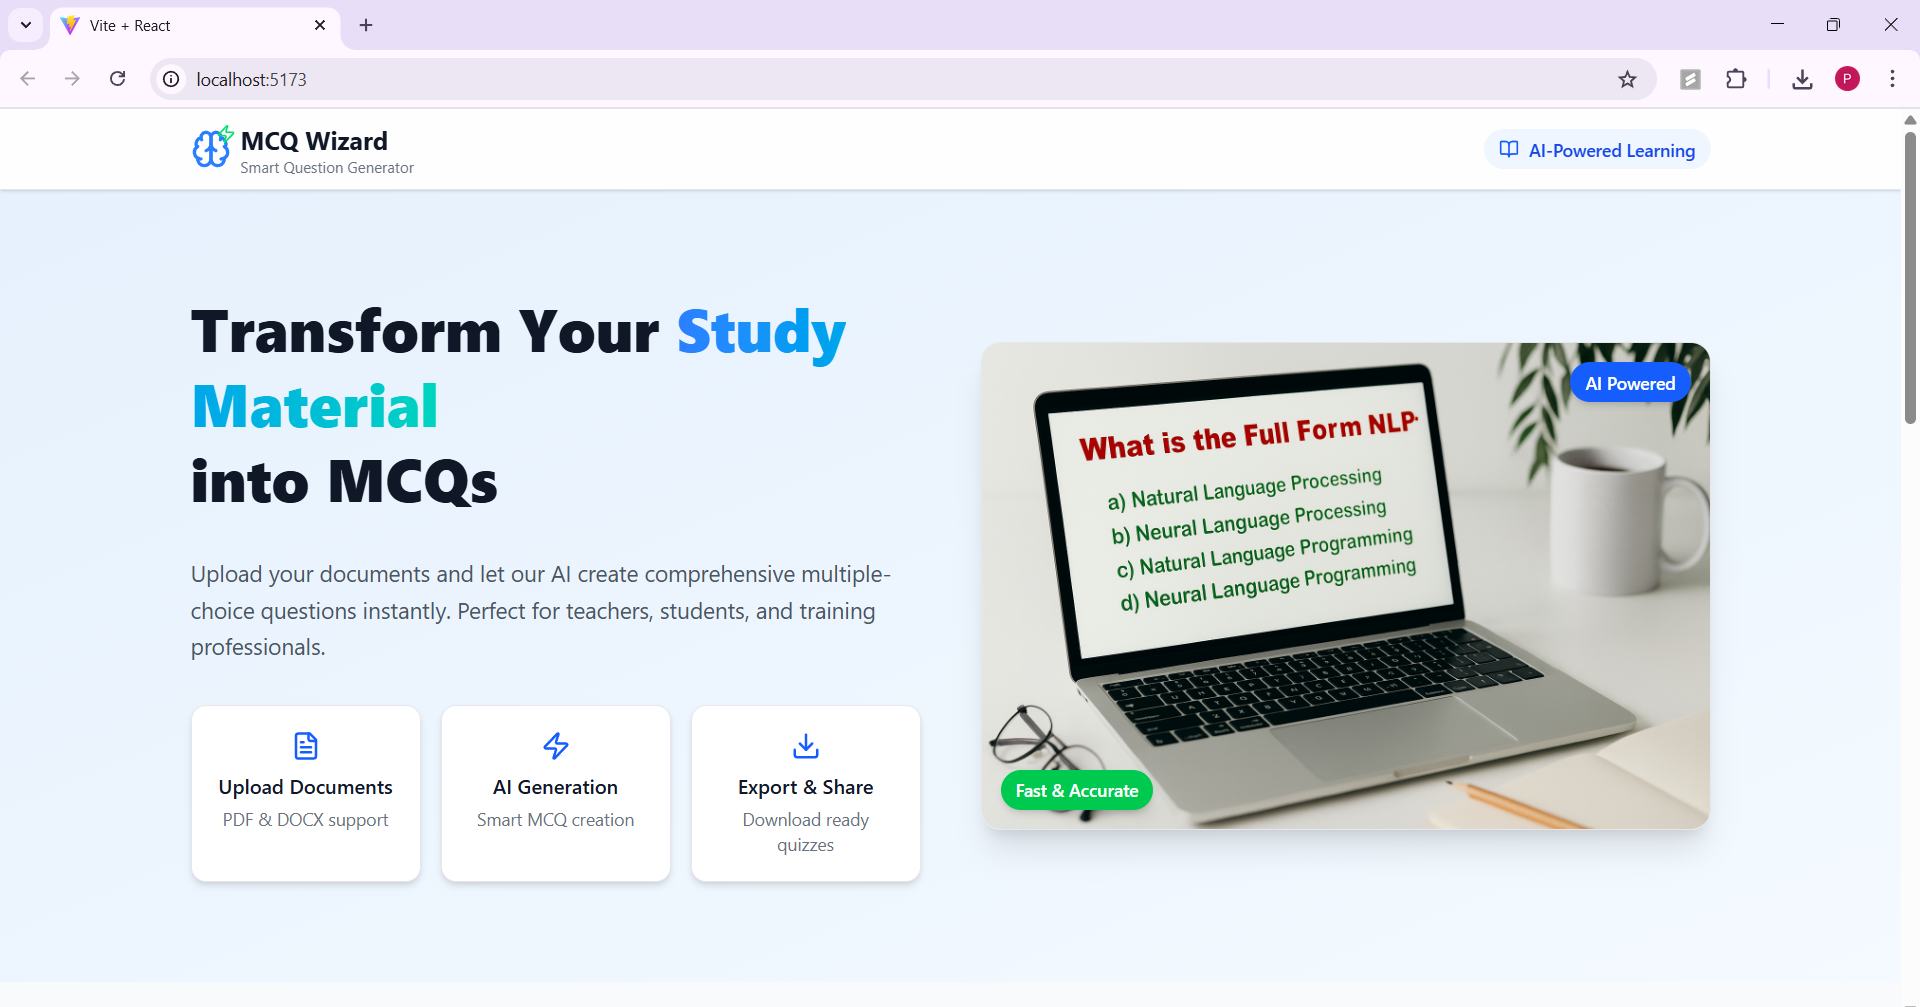 Vite + React
localhost:5173
P
MCQ Wizard
Smart Question Generator
AI-Powered Learning
Transform Your Study
Material
into MCQs
Upload your documents and let our AI create comprehensive multiple-
choice questions instantly. Perfect for teachers, students, and training
professionals.
Upload Documents
PDF & DOCX support
AI Generation
Smart MCQ creation
Export & Share
Download ready
quizzes
AI Powered
What is the Full Form NLP.
a) Natural Language Processing
b) Neural Language Processing
c) Natural Language Programming
d) Neural Language Programming
Fast & Accurate